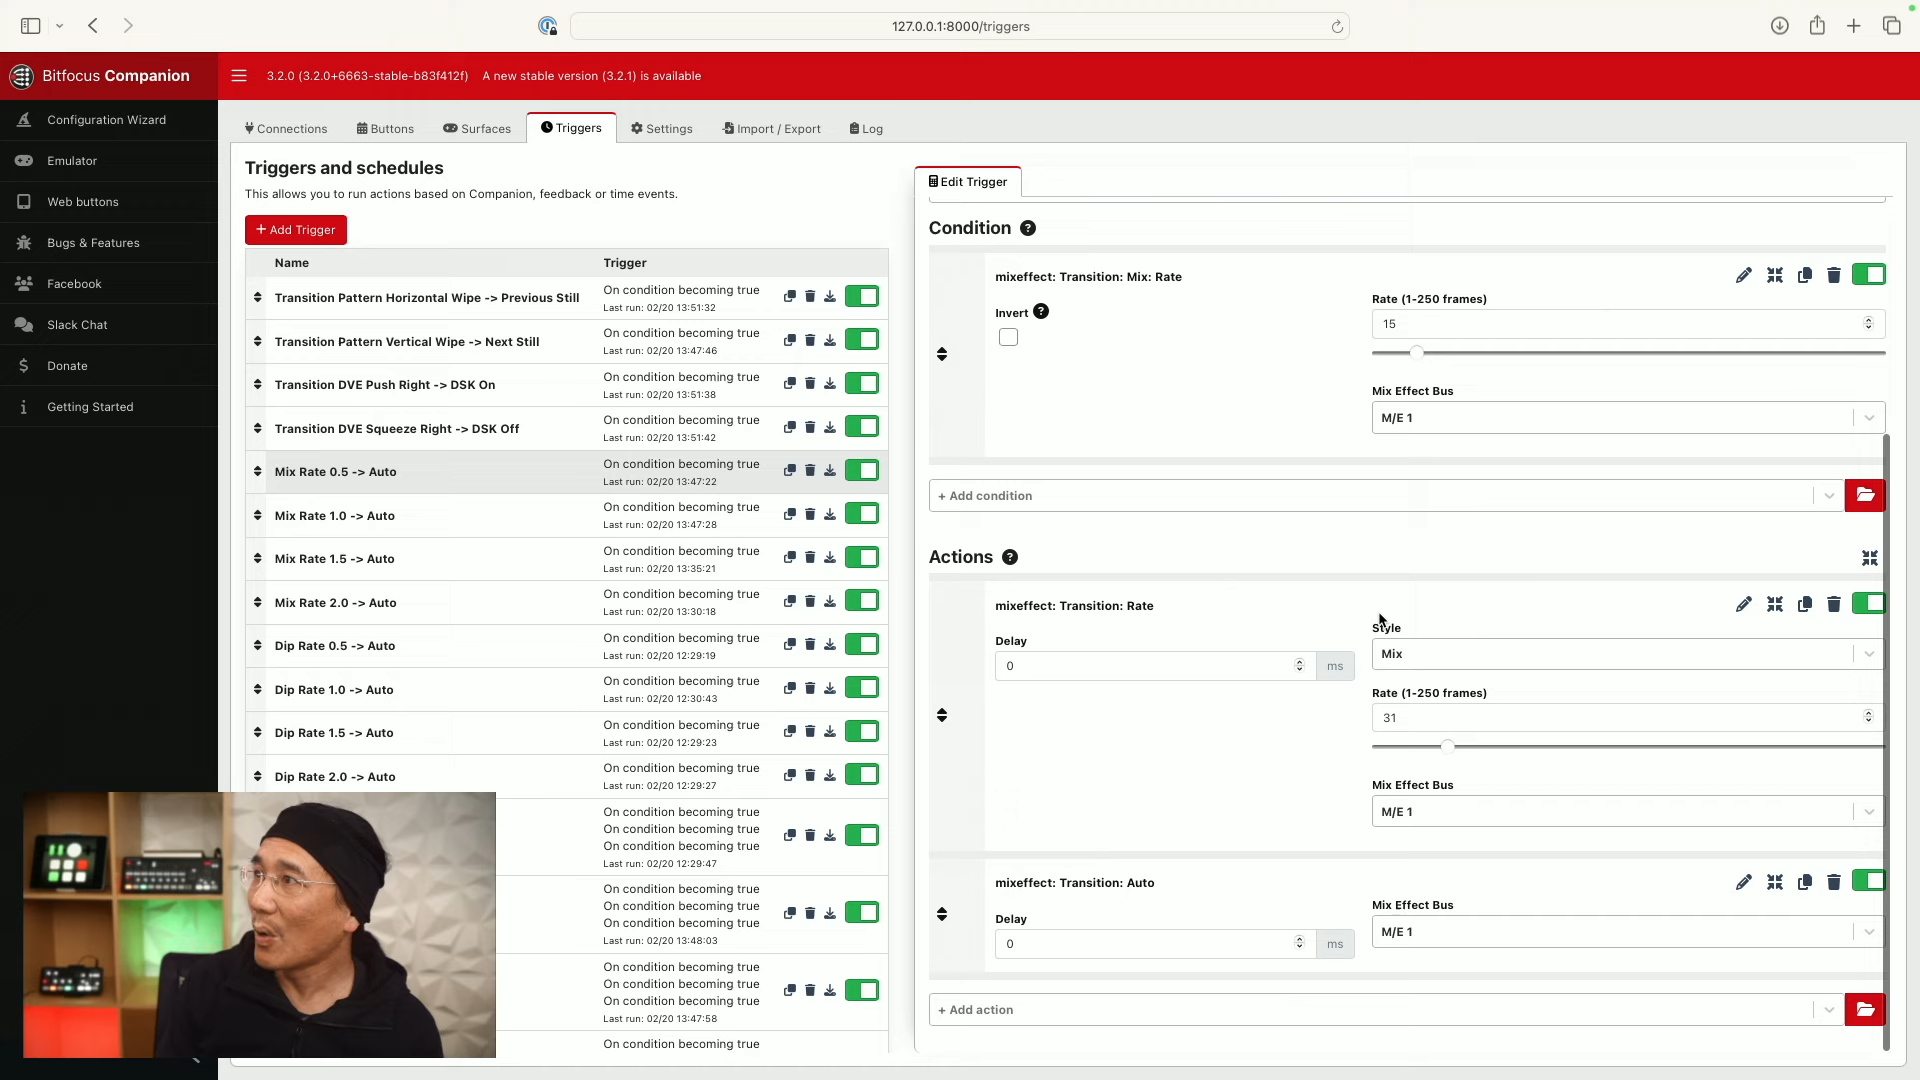 127.0.0.1:8000/triggers
Bitfocus Companion
3.2.0 (3.2.0+6663-stable-b83f412f) A new stable version (3.2.1) is available
Configuration Wizard
Emulator
Web buttons
Bugs & Features
Facebook
Slack Chat
Donate
Getting Started
Connections
Buttons
Surfaces
Triggers
Settings
Import / Export
Log
Triggers and schedules
This allows you to run actions based on Companion, feedback or time events.
+ Add Trigger
Name Trigger
Transition Pattern Horizontal Wipe -> Previous Still
On condition becoming true
Last run: 02/20 13:51:32
Transition Pattern Vertical Wipe -> Next Still
On condition becoming true
Last run: 02/20 13:47:46
Transition DVE Push Right -> DSK On
On condition becoming true
Last run: 02/20 13:51:38
Transition DVE Squeeze Right -> DSK Off
On condition becoming true
Last run: 02/20 13:51:42
Mix Rate 0.5 -> Auto
On condition becoming true
Last run: 02/20 13:47:22
Mix Rate 1.0 -> Auto
On condition becoming true
Last run: 02/20 13:47:28
Mix Rate 1.5 -> Auto
On condition becoming true
Last run: 02/20 13:35:21
Mix Rate 2.0 -> Auto
On condition becoming true
Last run: 02/20 13:30:18
Dip Rate 0.5 -> Auto
On condition becoming true
Last run: 02/20 12:29:19
Dip Rate 1.0 -> Auto
On condition becoming true
Last run: 02/20 12:30:43
Dip Rate 1.5 -> Auto
On condition becoming true
Last run: 02/20 12:29:23
Dip Rate 2.0 -> Auto
On condition becoming true
Last run: 02/20 12:29:27
On condition becoming true
On condition becoming true
On condition becoming true
Last run: 02/20 12:29:47
On condition becoming true
On condition becoming true
On condition becoming true
Last run: 02/20 13:48:03
On condition becoming true
On condition becoming true
On condition becoming true
Last run: 02/20 13:47:58
On condition becoming true
Edit Trigger
Condition ?
mixeffect: Transition: Mix: Rate
Invert ?
Rate (1-250 frames)
15
Mix Effect Bus
M/E 1
+ Add condition
Actions ?
mixeffect: Transition: Rate
Delay
0 ms
Style
Mix
Rate (1-250 frames)
31
Mix Effect Bus
M/E 1
mixeffect: Transition: Auto
Delay
0 ms
Mix Effect Bus
M/E 1
+ Add action